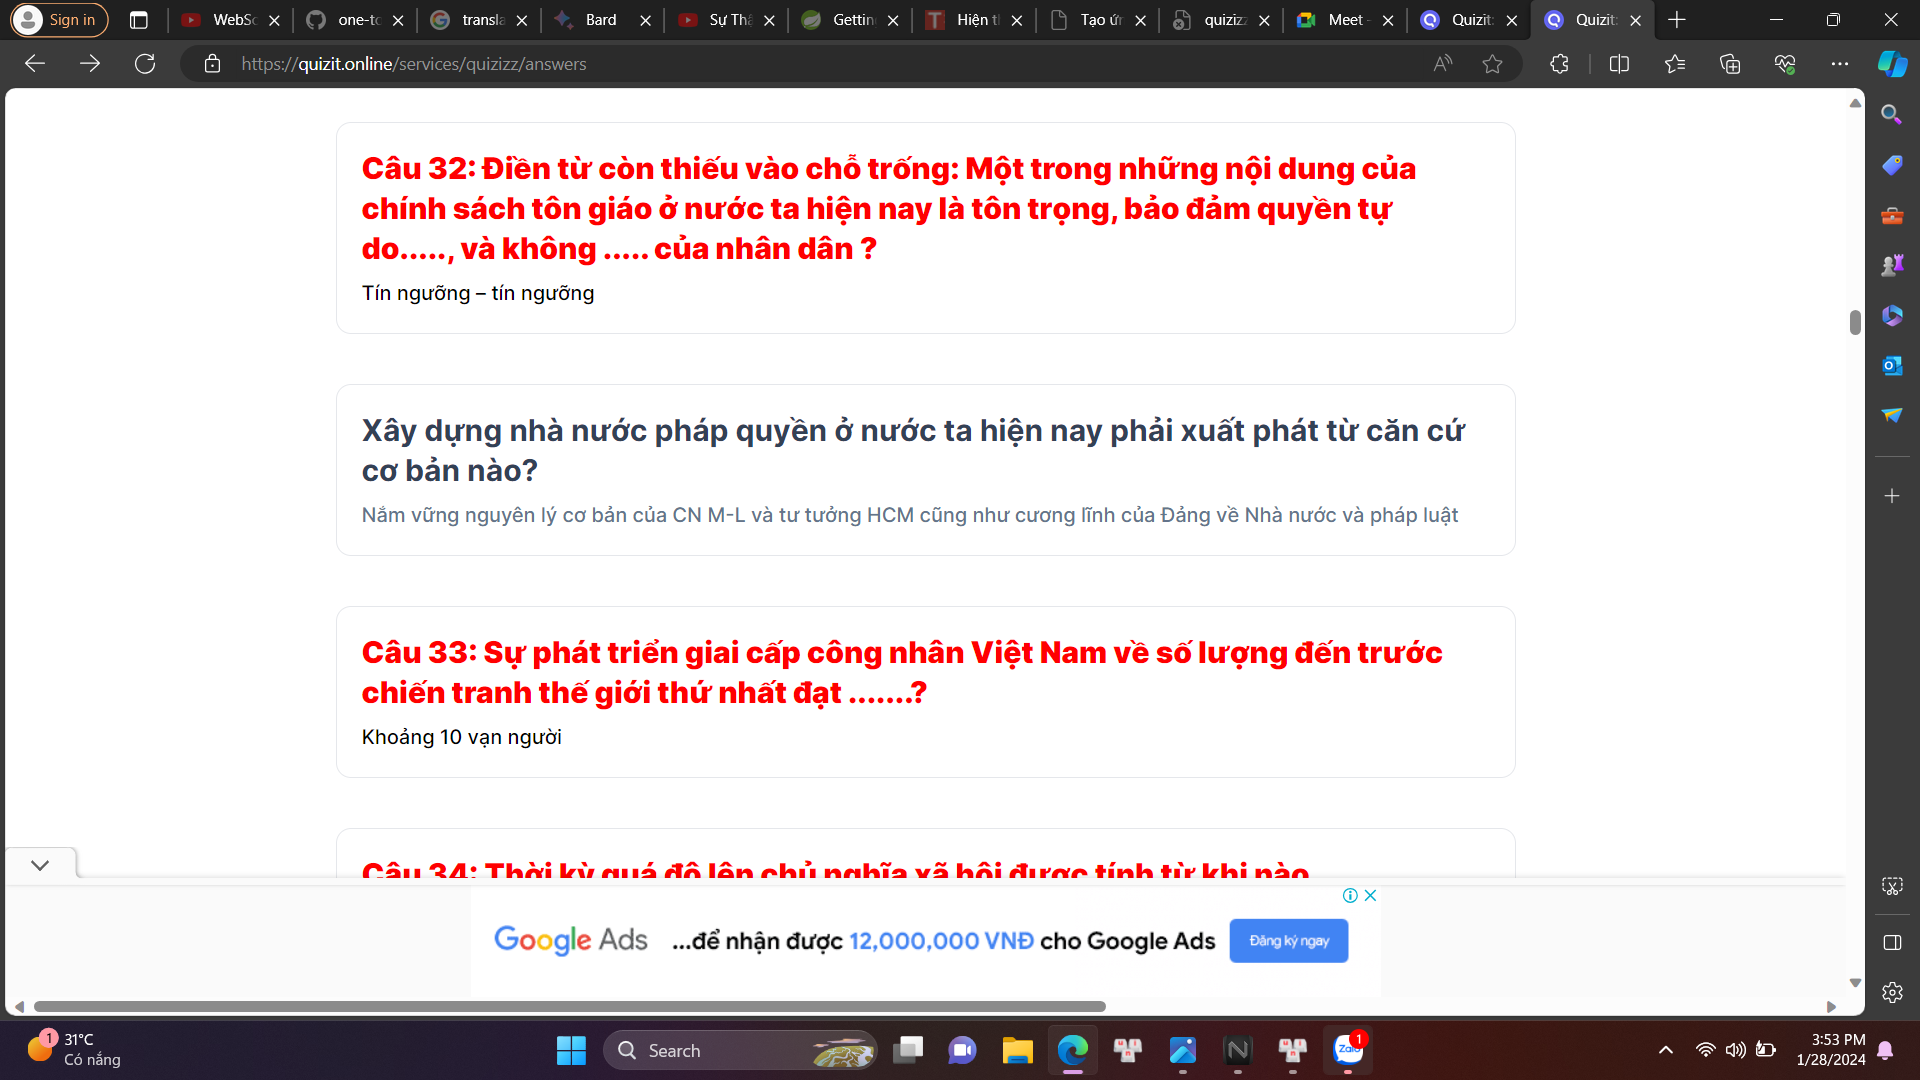 Sign in
WebSc
one-to
transla
Bard
Sự Thậ
Gettin
Hiện th
Tạo ứn
quizizz
Meet -
Quizit:
Quizit:
https://quizit.online/services/quizizz/answers
Câu 32: Điền từ còn thiếu vào chỗ trống: Một trong những nội dung của
chính sách tôn giáo ở nước ta hiện nay là tôn trọng, bảo đảm quyền tự
do....., và không ..... của nhân dân ?
Tín ngưỡng – tín ngưỡng
Xây dựng nhà nước pháp quyền ở nước ta hiện nay phải xuất phát từ căn cứ
cơ bản nào?
Nắm vững nguyên lý cơ bản của CN M-L và tư tưởng HCM cũng như cương lĩnh của Đảng về Nhà nước và pháp luật
Câu 33: Sự phát triển giai cấp công nhân Việt Nam về số lượng đến trước
chiến tranh thế giới thứ nhất đạt .......?
Khoảng 10 vạn người
Câu 34: Thời kỳ quá độ lên chủ nghĩa xã hội được tính từ khi nào
Google Ads
...để nhận được 12,000,000 VNĐ cho Google Ads
Đăng ký ngay
1
31°C
Có nắng
Search
Zalo
1
3:53 PM
1/28/2024